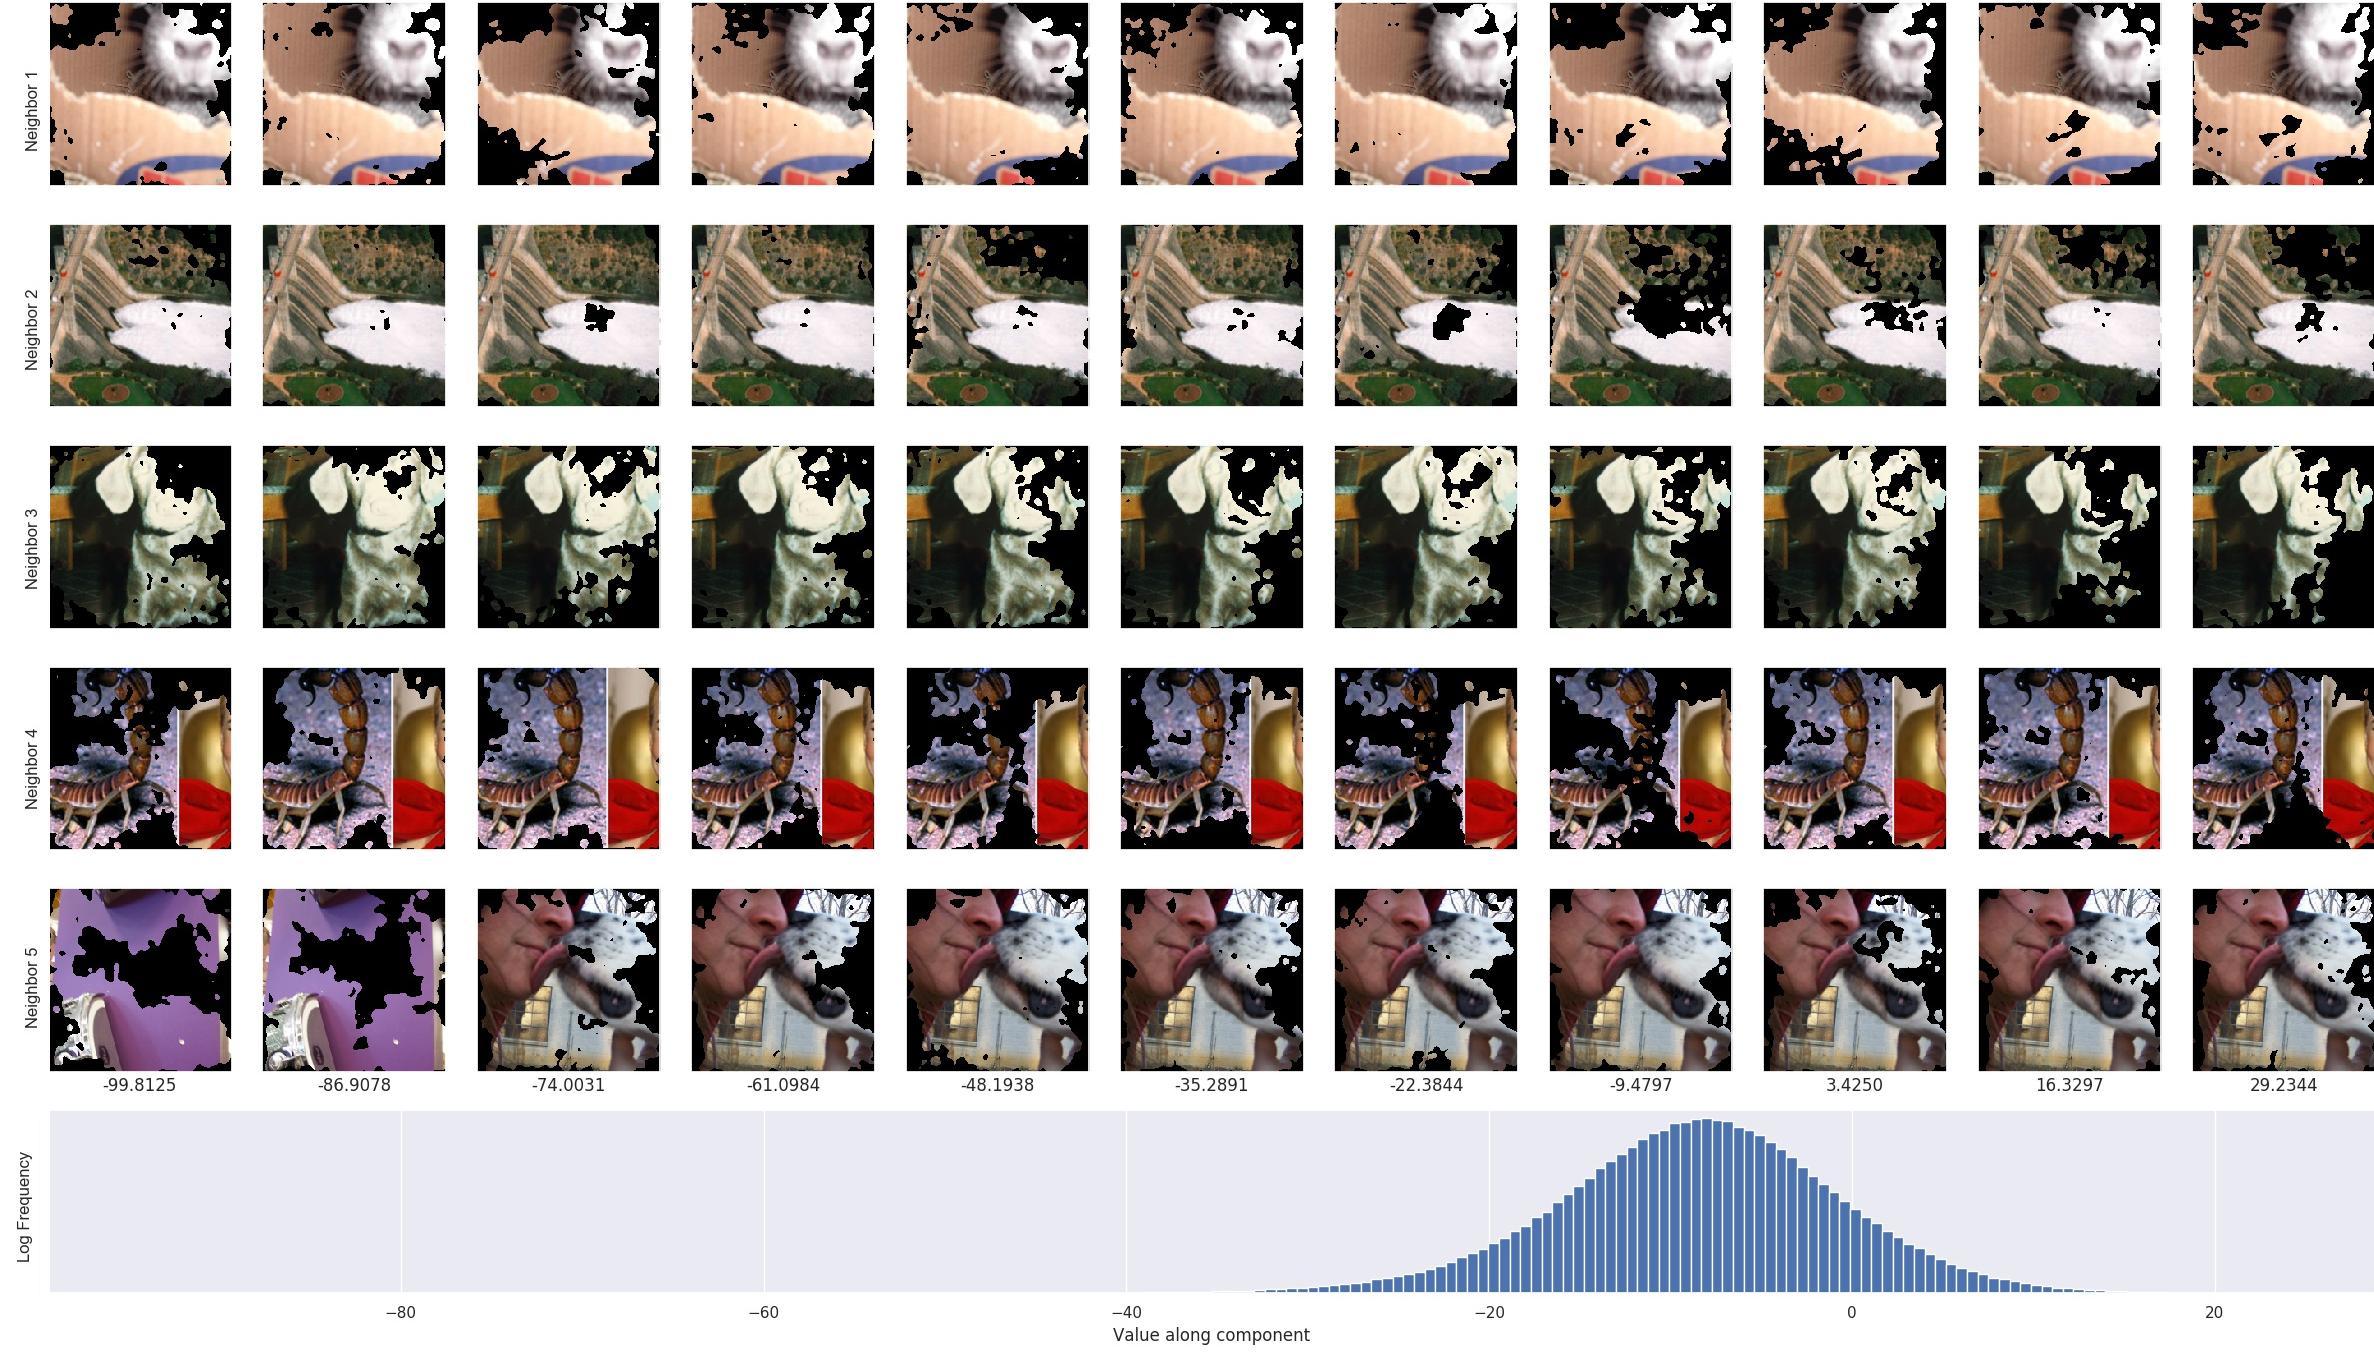 Neighbor 1
Neighbor 2
Neighbor 3
Neighbor 4
Neighbor 5
-99.8125 -86.9078 -74.0031 -61.0984 -48.1938 -35.2891 -22.3844 -9.4797 3.4250 16.3297 29.2344
Log Frequency
−80 −60 −40 −20 0 20
Value along component